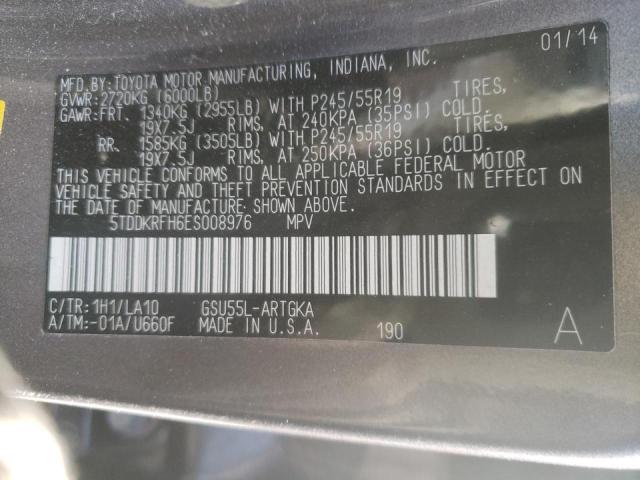 01/14
MFD.BY:TOYOTA MOTOR MANUFACTURING, INDIANA, INC.
GVWR:2720KG (6000LB)
GAWR:FRT. 1340KG (2955LB) WITH P245/55R19 TIRES,
19X7.5J RIMS, AT 240KPA (35PSI) COLD.
RR. 1585KG (3505LB) WITH P245/55R19 TIRES,
19X7.5J RIMS, AT 250KPA (36PSI) COLD.
THIS VEHICLE CONFORMS TO ALL APPLICABLE FEDERAL MOTOR
VEHICLE SAFETY AND THEFT PREVENTION STANDARDS IN EFFECT ON
THE DATE OF MANUFACTURE SHOWN ABOVE.
5TDDKRFH6ES008976 MPV
C/TR:1H1/LA10 GSU55L-ARTGKA
A/TM:-01A/U660F MADE IN U.S.A. 190 A